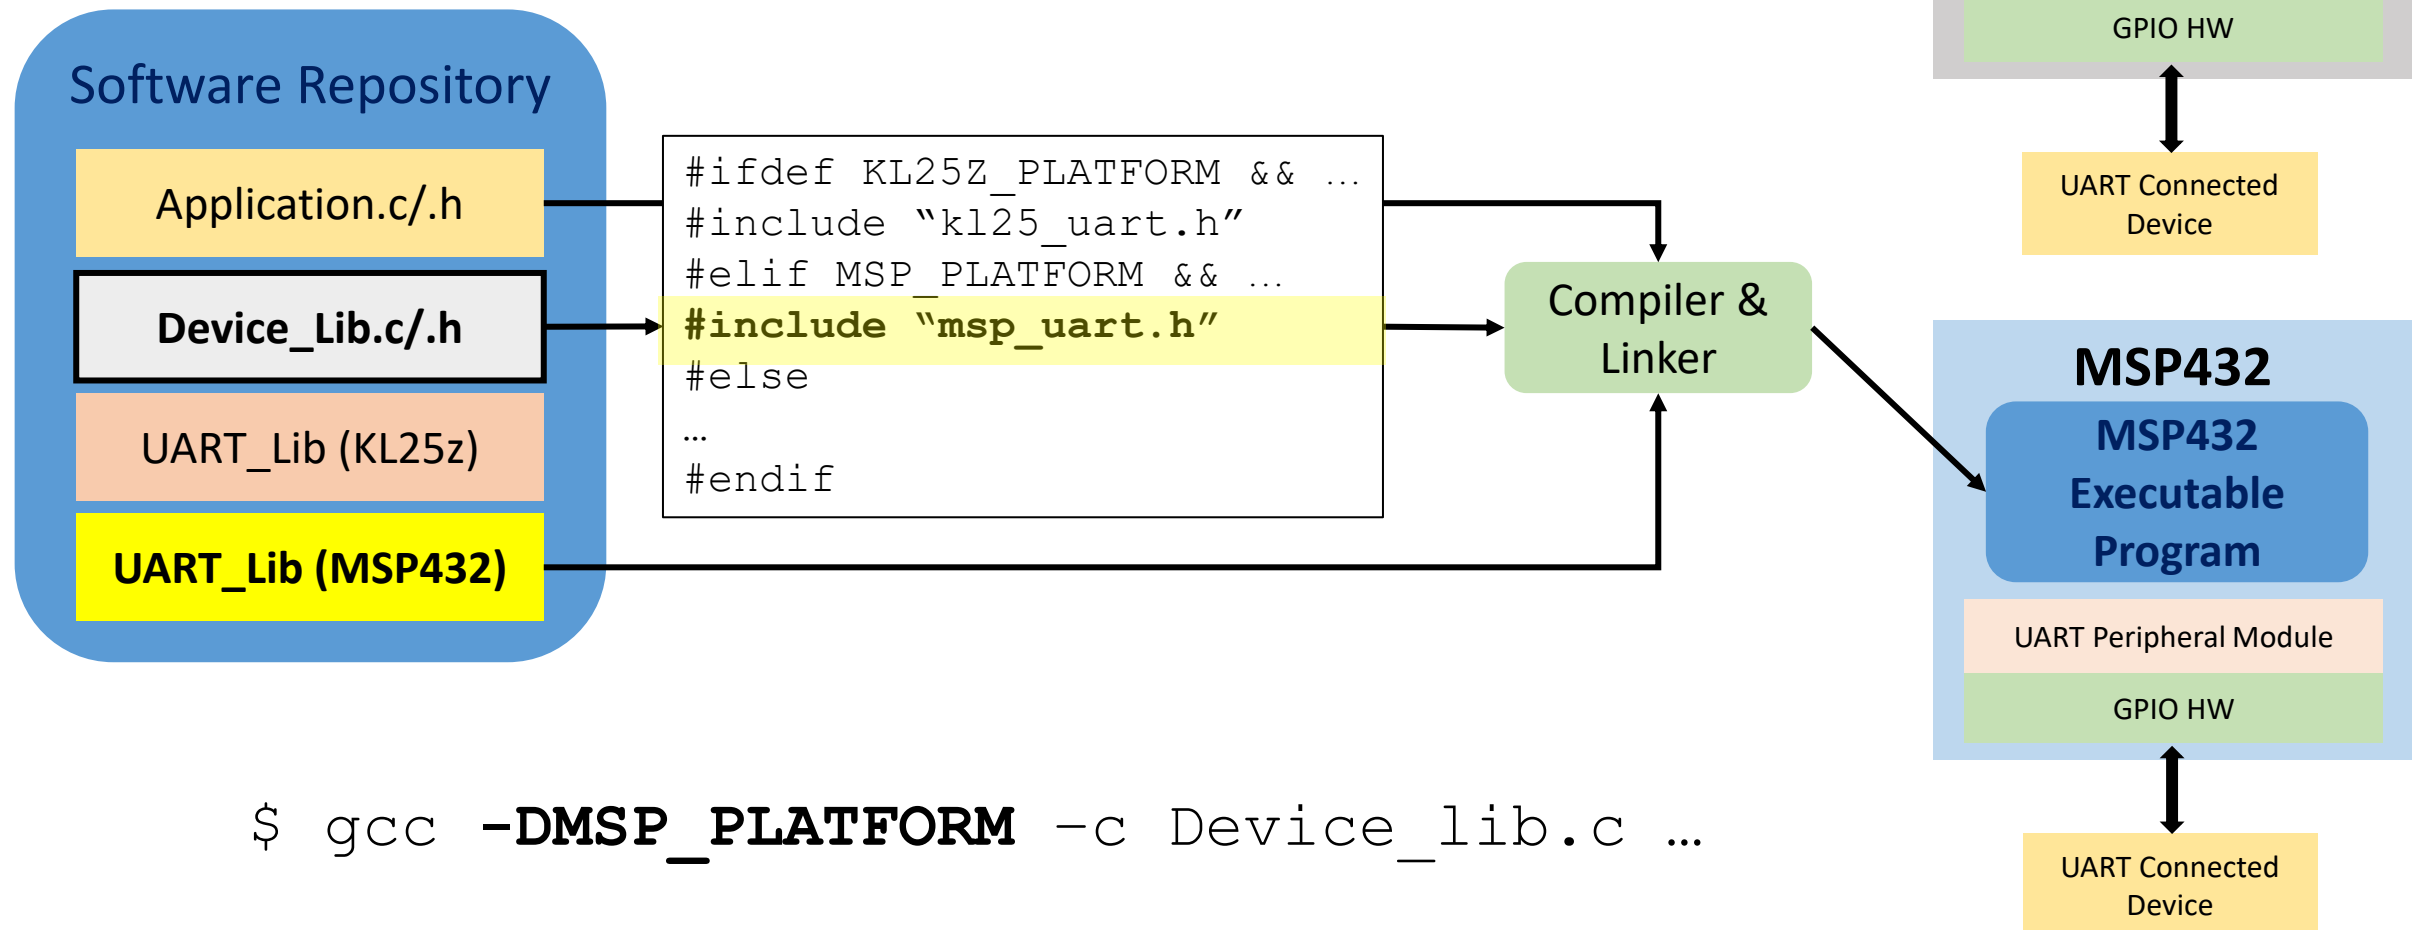 Software Repository
Application.c/.h
Device_Lib.c/.h
UART_Lib (KL25z)
UART_Lib (MSP432)
#ifdef KL25Z_PLATFORM && …
#include “kl25_uart.h”
#elif MSP_PLATFORM && …
#include “msp_uart.h”
#else
…
#endif
Compiler &
Linker
GPIO HW
UART Connected
Device
MSP432
MSP432
Executable
Program
UART Peripheral Module
GPIO HW
UART Connected
Device
$ gcc –DMSP_PLATFORM –c Device_lib.c …